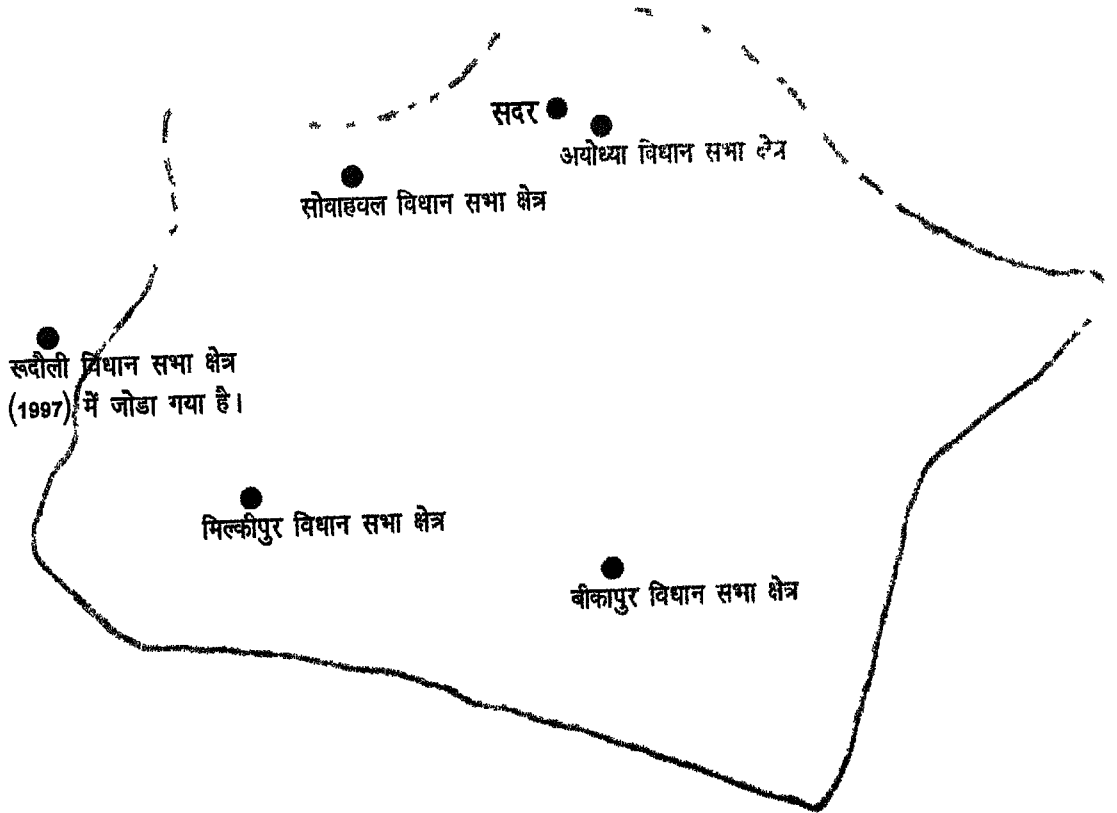 सदर
अयोध्या विधान सभा क्षेत्र
सोवाहवल विधान सभा क्षेत्र
रूदौली विधान सभा क्षेत्र
(1997) में जोडा गया है।
मिल्कीपुर विधान सभा क्षेत्र
बीकापुर विधान सभा क्षेत्र